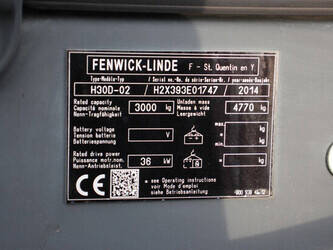 FENWICK-LINDE F - St. Quentin en Y
Type-Modèle-Typ / Serial no.-No. de série-Serien-Nr. / year-année-Baujahr
H30D-02 / H2X393E01747 / 2014
Rated capacity Unladen mass
Capacité nominale 3000 kg Masse à vide 4770 kg
Nenn-Tragfähigkeit Leergewicht
Battery voltage kg
Tension batterie V
Batteriespannung kg
Rated drive power
Puissance motr.nom. 36 kW
Nenn-Antriebsleist. kg
CE
see Operating instructions
voir Mode d'emploi
siehe Betriebsanleitung